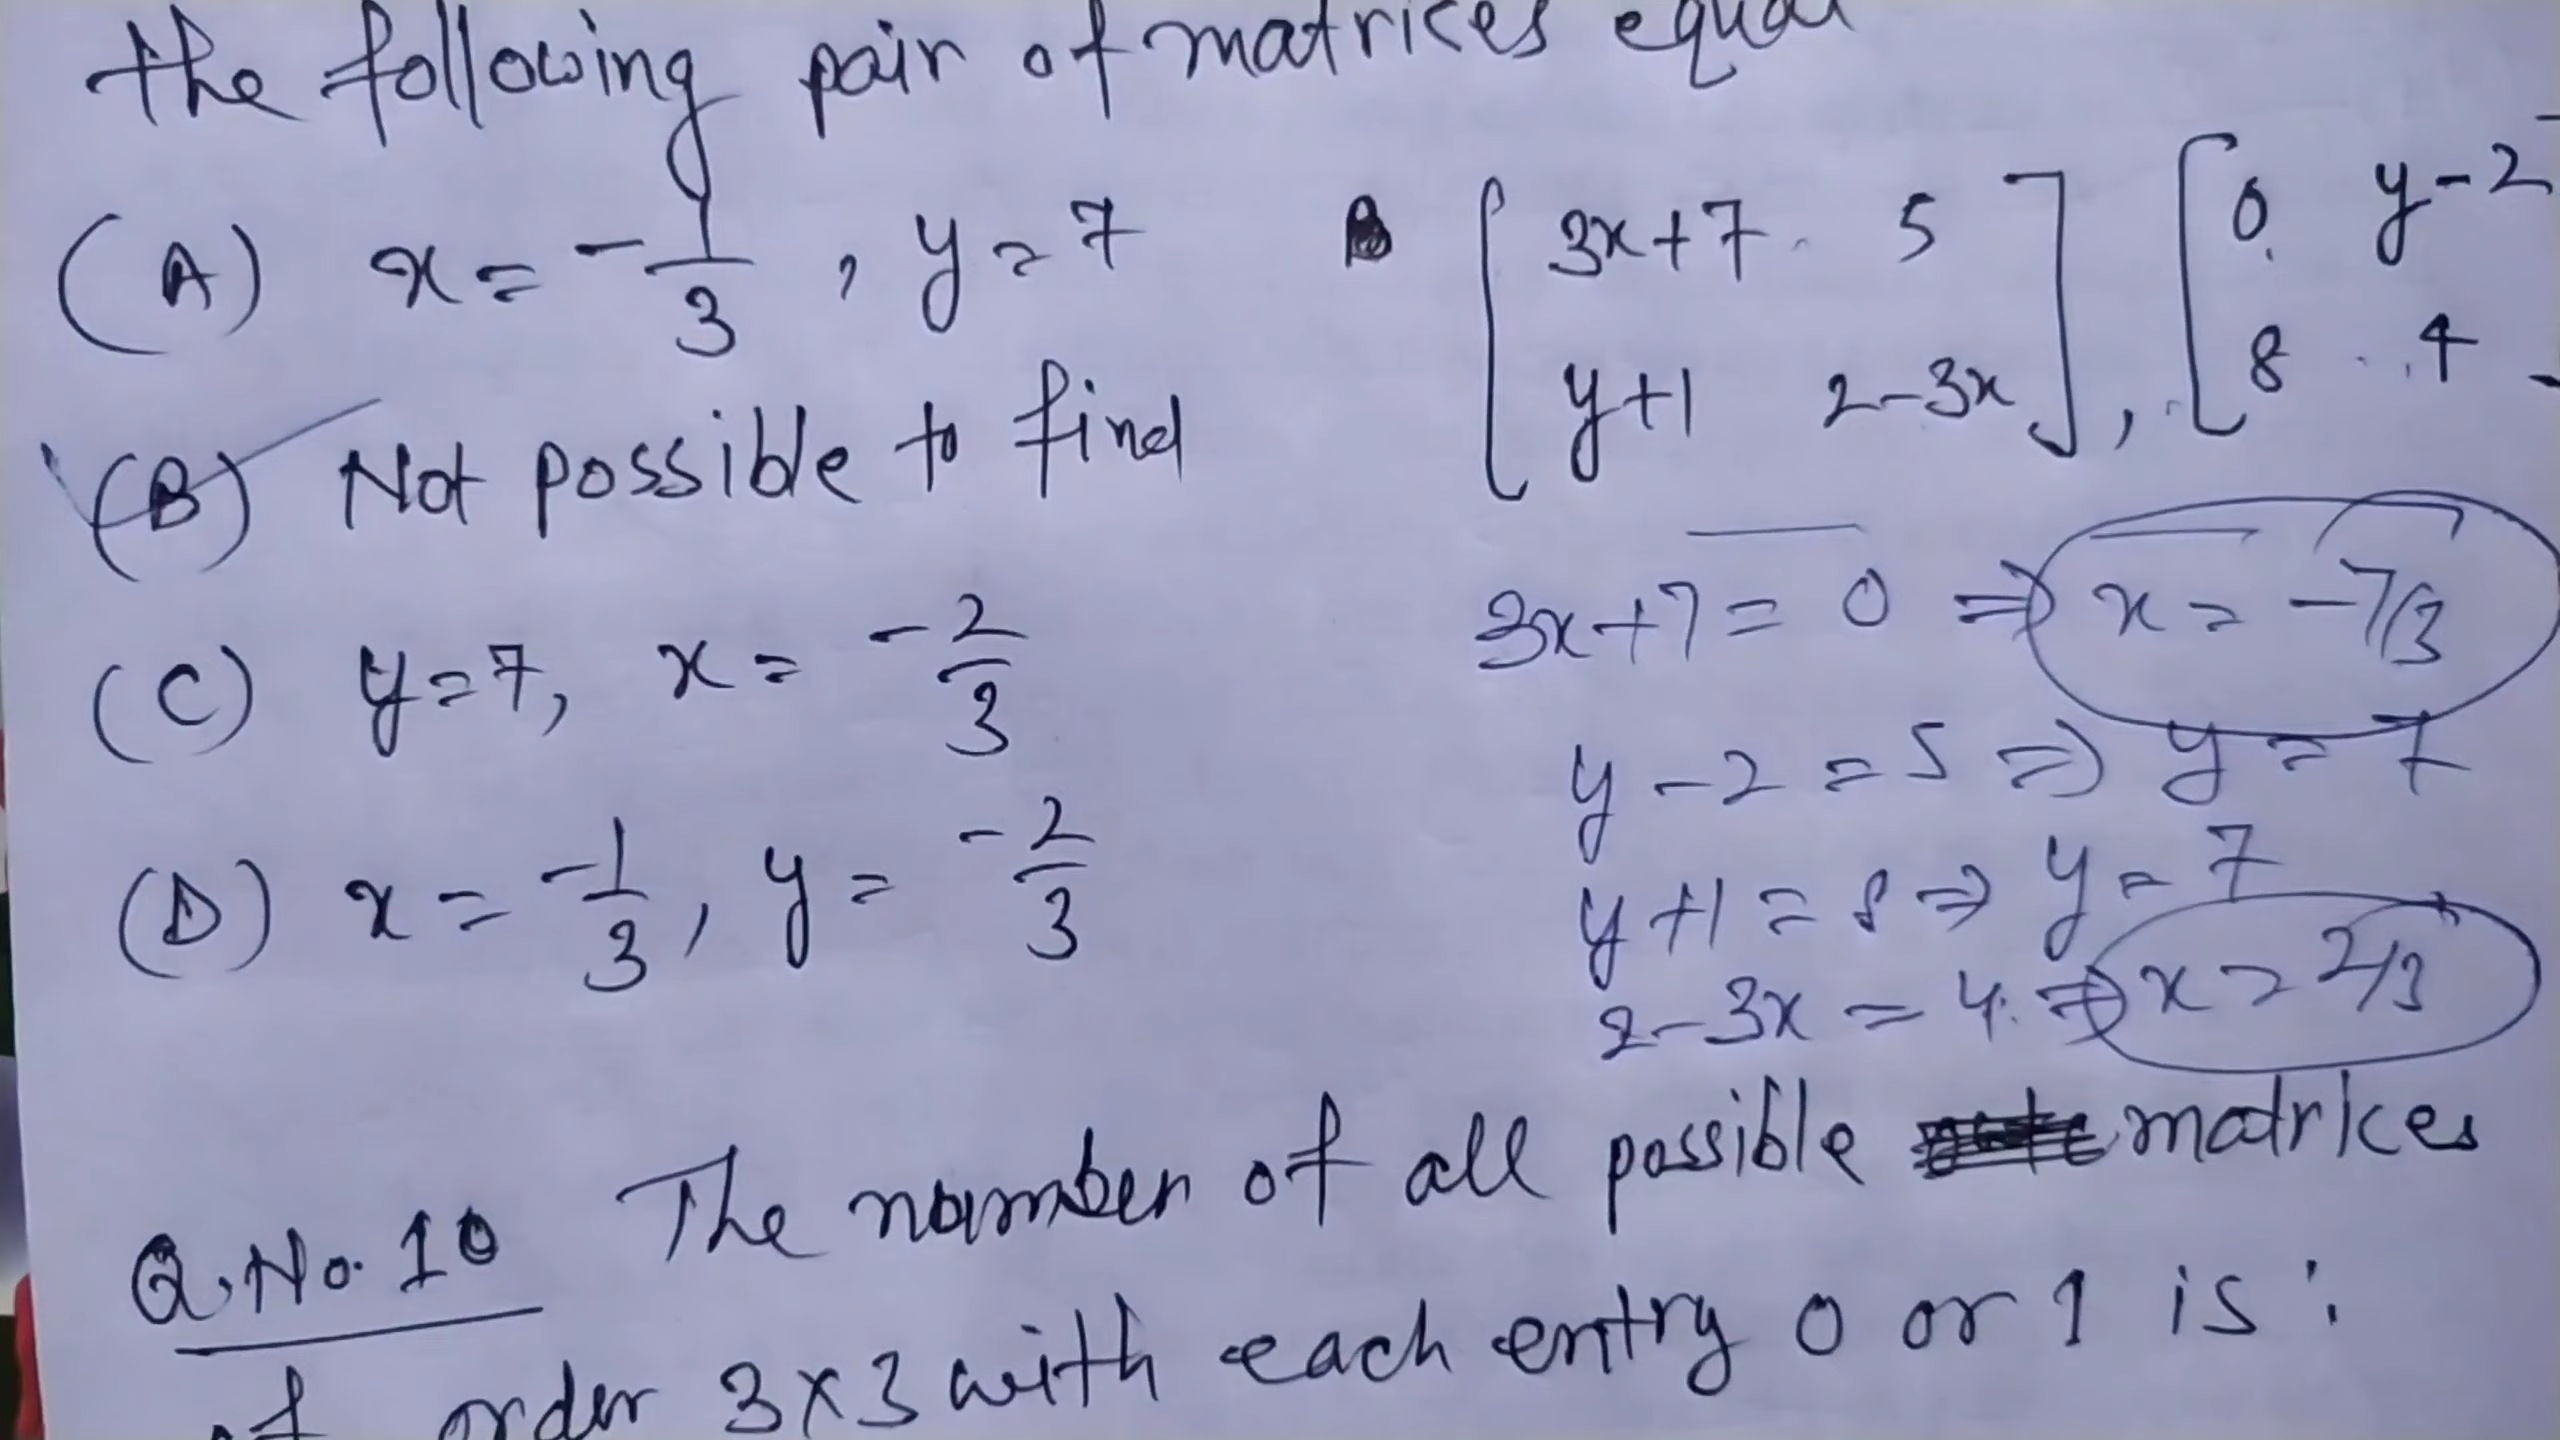 the following pair of matrices equal
(A) x = -1/3 , y = 7
[ 3x+7 5
y+1 2-3x ] , [ 0 y-2
8 4 ]
(B) Not possible to find
(C) y = 7, x = -2/3
(D) x = -1/3 , y = -2/3
3x+7 = 0 ⇒ x = -7/3
y-2 = 5 ⇒ y = 7
y+1 = 8 ⇒ y = 7
2-3x = 4 ⇒ x = 2/3
Q.No. 10 The number of all possible matrices
of order 3x3 with each entry 0 or 1 is :